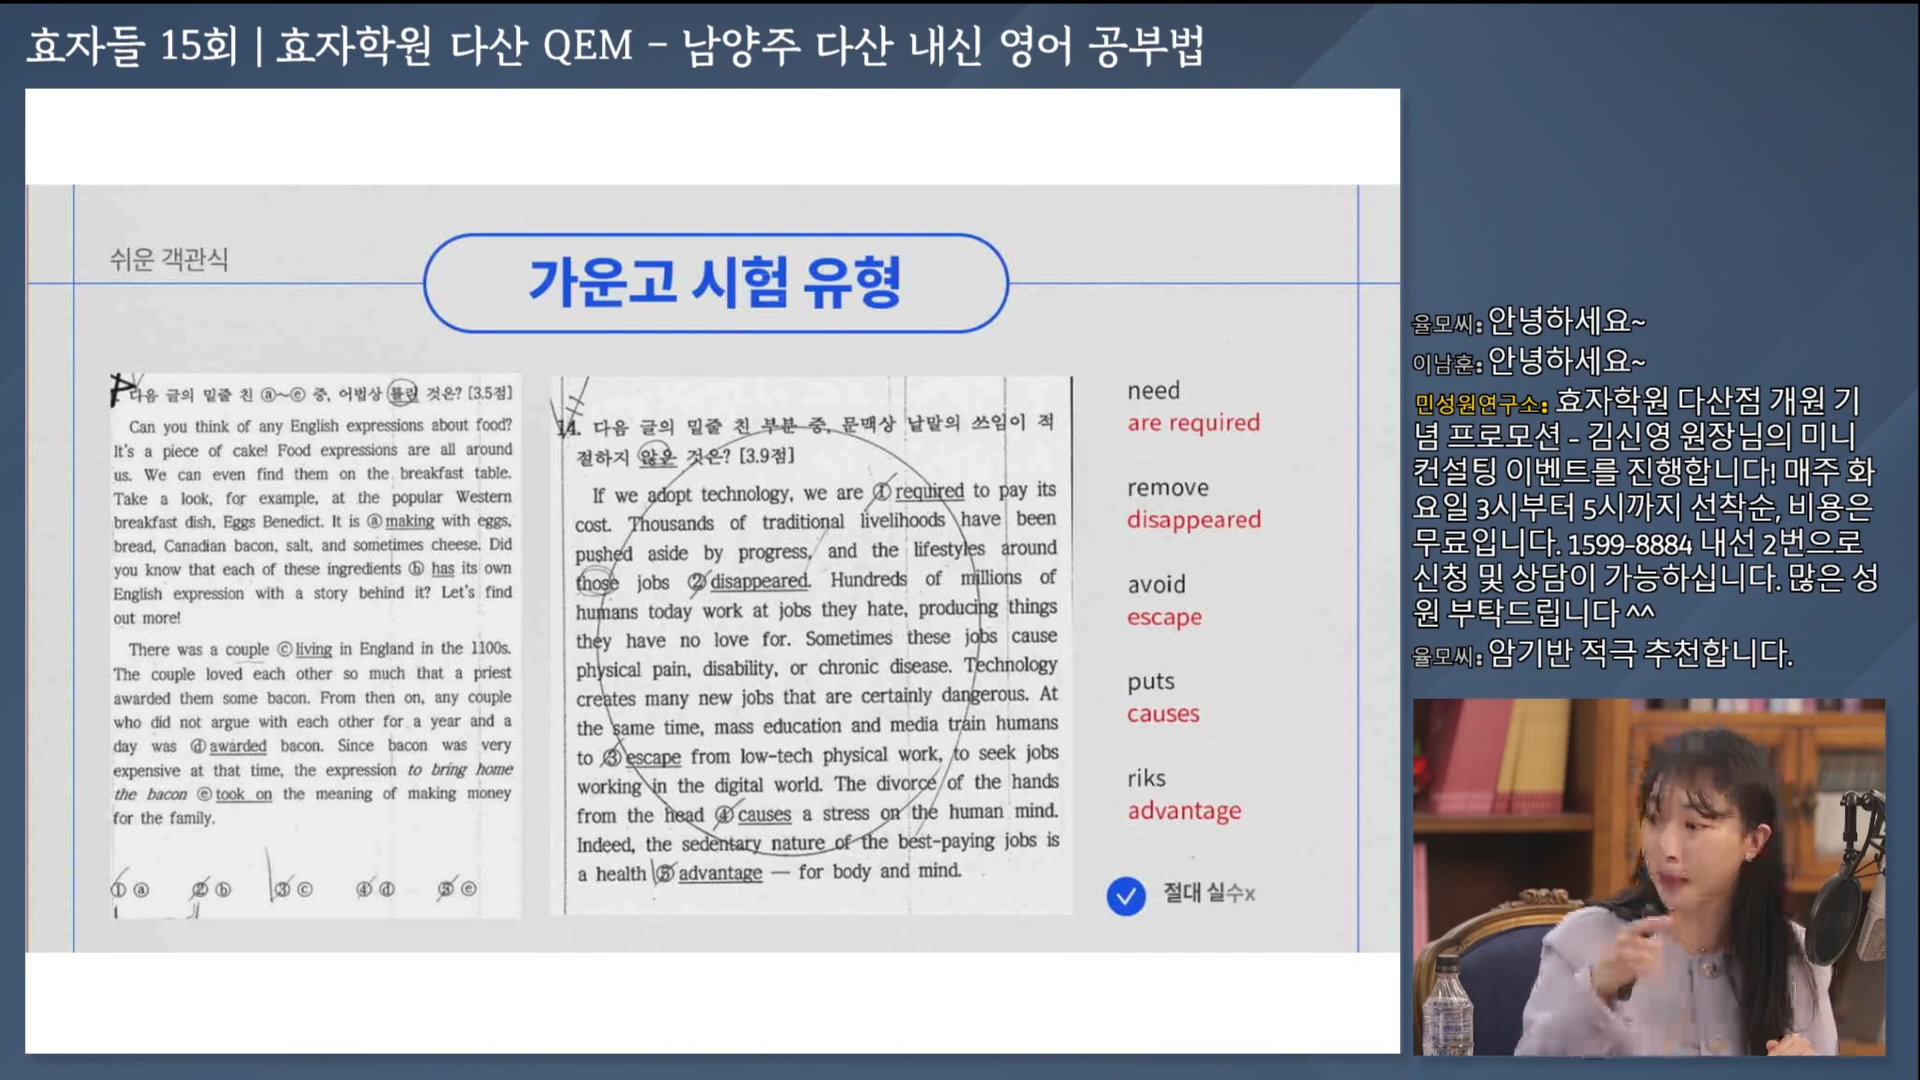 효자들 15회 | 효자학원 다산 QEM - 남양주 다산 내신 영어 공부법
쉬운 객관식
가운고 시험 유형
다음 글의 밑줄 친 ⓐ~ⓔ 중, 어법상 틀린 것은? [3.5점]
Can you think of any English expressions about food?
It's a piece of cake! Food expressions are all around
us. We can even find them on the breakfast table.
Take a look, for example, at the popular Western
breakfast dish, Eggs Benedict. It is ⓐ making with eggs,
bread, Canadian bacon, salt, and sometimes cheese. Did
you know that each of these ingredients ⓑ has its own
English expression with a story behind it? Let's find
out more!
There was a couple ⓒ living in England in the 1100s.
The couple loved each other so much that a priest
awarded them some bacon. From then on, any couple
who did not argue with each other for a year and a
day was ⓓ awarded bacon. Since bacon was very
expensive at that time, the expression to bring home
the bacon ⓔ took on the meaning of making money
for the family.
① ⓐ ② ⓑ ③ ⓒ ④ ⓓ ⑤ ⓔ
14. 다음 글의 밑줄 친 부분 중, 문맥상 낱말의 쓰임이 적
절하지 않은 것은? [3.9점]
If we adopt technology, we are ① required to pay its
cost. Thousands of traditional livelihoods have been
pushed aside by progress, and the lifestyles around
those jobs ② disappeared. Hundreds of millions of
humans today work at jobs they hate, producing things
they have no love for. Sometimes these jobs cause
physical pain, disability, or chronic disease. Technology
creates many new jobs that are certainly dangerous. At
the same time, mass education and media train humans
to ③ escape from low-tech physical work, to seek jobs
working in the digital world. The divorce of the hands
from the head ④ causes a stress on the human mind.
Indeed, the sedentary nature of the best-paying jobs is
a health ⑤ advantage — for body and mind.
need
are required
remove
disappeared
avoid
escape
puts
causes
riks
advantage
절대 실수x
율모씨: 안녕하세요~
이남훈: 안녕하세요~
민성원연구소: 효자학원 다산점 개원 기
념 프로모션 - 김신영 원장님의 미니
컨설팅 이벤트를 진행합니다! 매주 화
요일 3시부터 5시까지 선착순, 비용은
무료입니다. 1599-8884 내선 2번으로
신청 및 상담이 가능하십니다. 많은 성
원 부탁드립니다 ^^
율모씨: 암기반 적극 추천합니다.